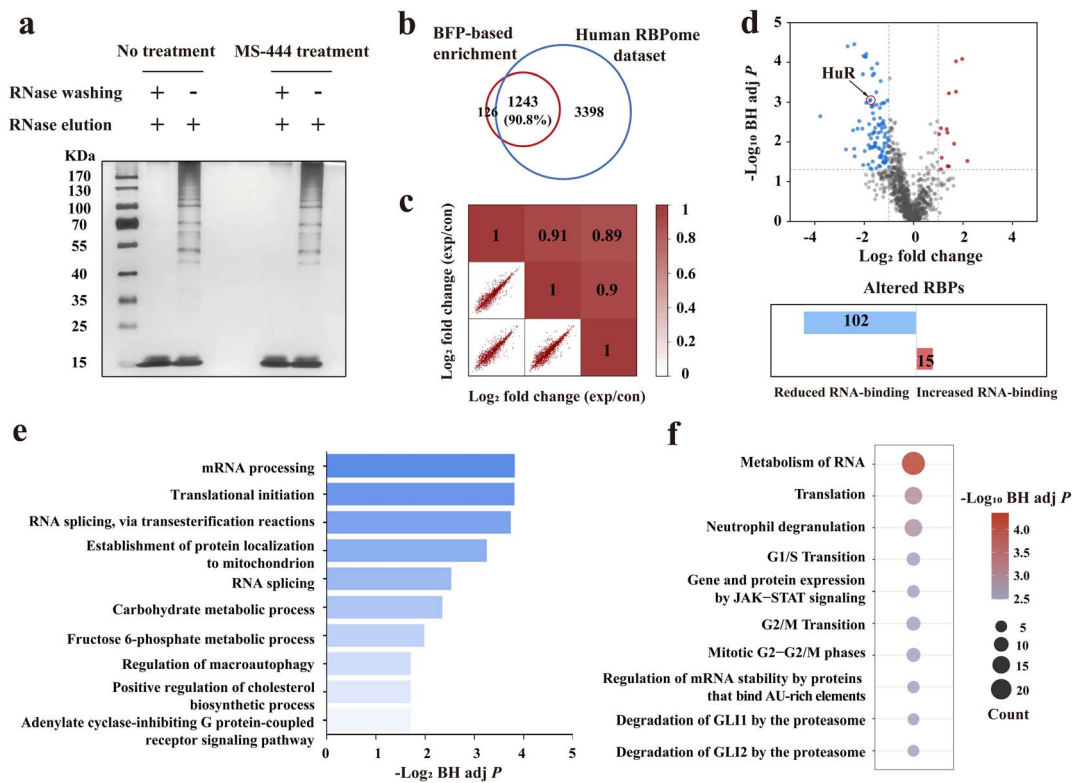 a
No treatment MS-444 treatment
RNase washing + - + -
RNase elution + + + +
KDa
170
130
100
70
55
40
35
25
15
b
BFP-based
enrichment
Human RBPome
dataset
126
1243
(90.8%)
3398
c
Log₂ fold change (exp/con)
1 0.91 0.89
1 0.9
1
1
0.8
0.6
0.4
0.2
0
Log₂ fold change (exp/con)
d
-Log₁₀ BH adj P
5
4
3
2
1
0
HuR
-4 -2 0 2 4
Log₂ fold change
Altered RBPs
102
15
Reduced RNA-binding Increased RNA-binding
e
mRNA processing
Translational initiation
RNA splicing, via transesterification reactions
Establishment of protein localization
to mitochondrion
RNA splicing
Carbohydrate metabolic process
Fructose 6-phosphate metabolic process
Regulation of macroautophagy
Positive regulation of cholesterol
biosynthetic process
Adenylate cyclase-inhibiting G protein-coupled
receptor signaling pathway
0 1 2 3 4 5
-Log₂ BH adj P
f
Metabolism of RNA
Translation
Neutrophil degranulation
G1/S Transition
Gene and protein expression
by JAK−STAT signaling
G2/M Transition
Mitotic G2−G2/M phases
Regulation of mRNA stability by proteins
that bind AU-rich elements
Degradation of GLI1 by the proteasome
Degradation of GLI2 by the proteasome
-Log₁₀ BH adj P
4.0
3.5
3.0
2.5
5
10
15
20
Count